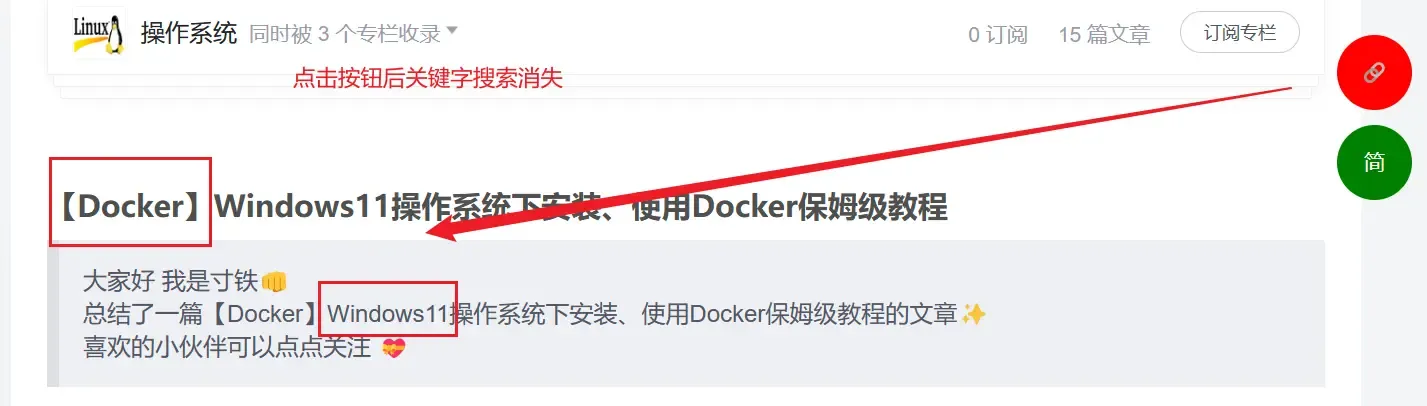 Linux 操作系统 同时被 3 个专栏收录 0 订阅 15 篇文章 订阅专栏
点击按钮后关键字搜索消失
简
【Docker】Windows11操作系统下安装、使用Docker保姆级教程
大家好 我是寸铁👊
总结了一篇【Docker】Windows11操作系统下安装、使用Docker保姆级教程的文章✨
喜欢的小伙伴可以点点关注 💝